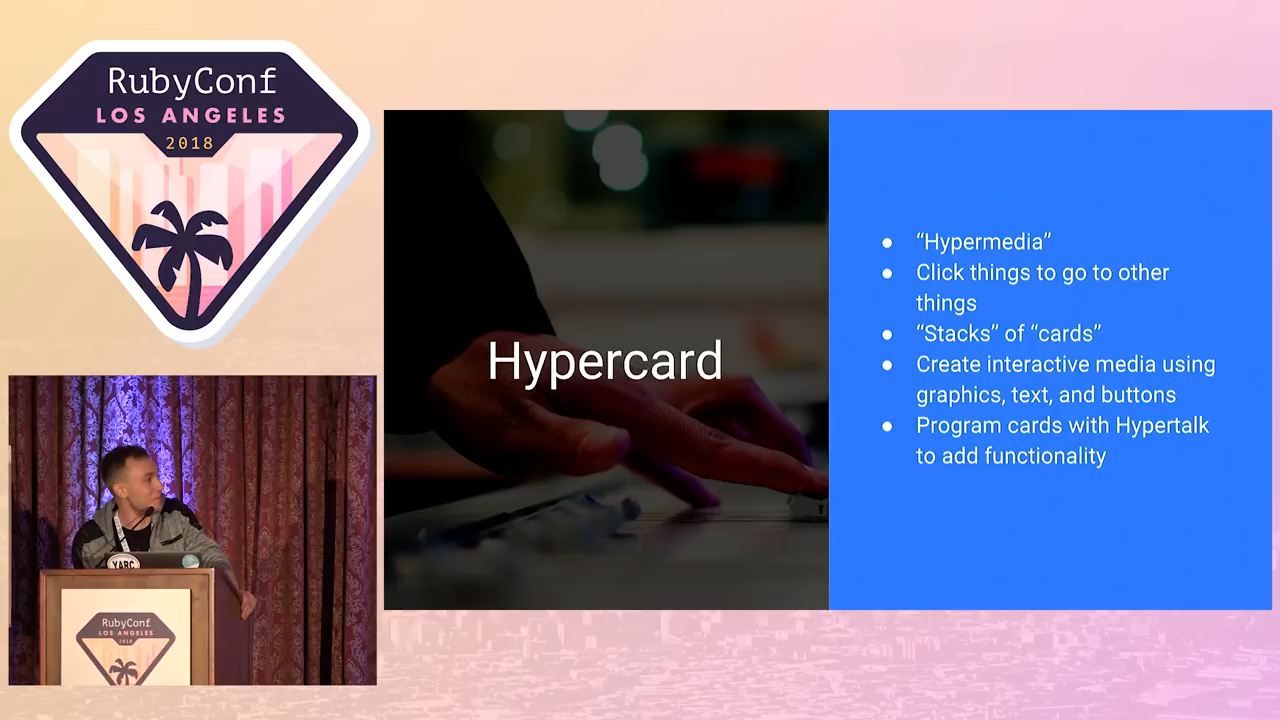 RubyConf
LOS ANGELES
2018
Hypercard
● “Hypermedia”
● Click things to go to other
things
● “Stacks” of “cards”
● Create interactive media using
graphics, text, and buttons
● Program cards with Hypertalk
to add functionality
XARC
RubyConf
LOS ANGELES
2018